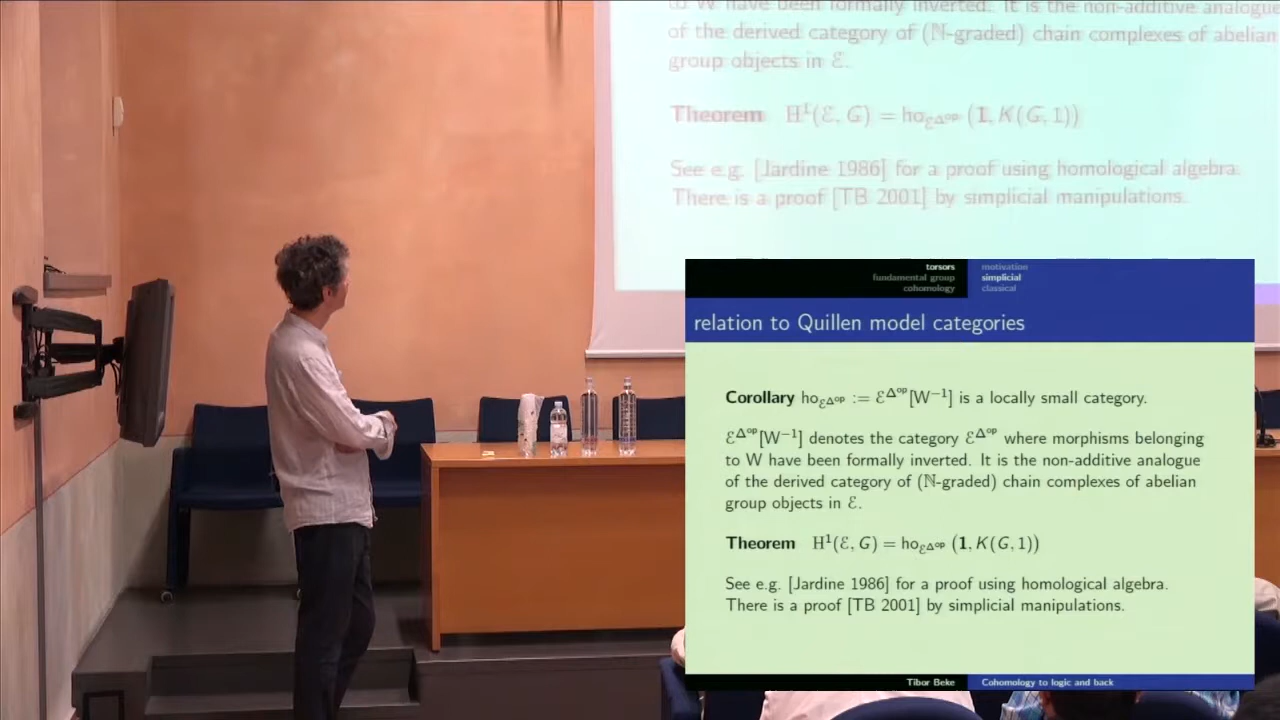 to W have been formally inverted. It is the non-additive analogue
of the derived category of (ℕ-graded) chain complexes of abelian
group objects in ℰ.
Theorem H¹(ℰ, G) = ho_{ℰ^{Δ^op}} (1, K(G, 1))
See e.g. [Jardine 1986] for a proof using homological algebra.
There is a proof [TB 2001] by simplicial manipulations.
torsors motivation
fundamental group simplicial
cohomology classical
relation to Quillen model categories
Corollary ho_{ℰ^{Δ^op}} := ℰ^{Δ^op}[W⁻¹] is a locally small category.
ℰ^{Δ^op}[W⁻¹] denotes the category ℰ^{Δ^op} where morphisms belonging
to W have been formally inverted. It is the non-additive analogue
of the derived category of (ℕ-graded) chain complexes of abelian
group objects in ℰ.
Theorem H¹(ℰ, G) = ho_{ℰ^{Δ^op}} (1, K(G, 1))
See e.g. [Jardine 1986] for a proof using homological algebra.
There is a proof [TB 2001] by simplicial manipulations.
Tibor Beke Cohomology to logic and back